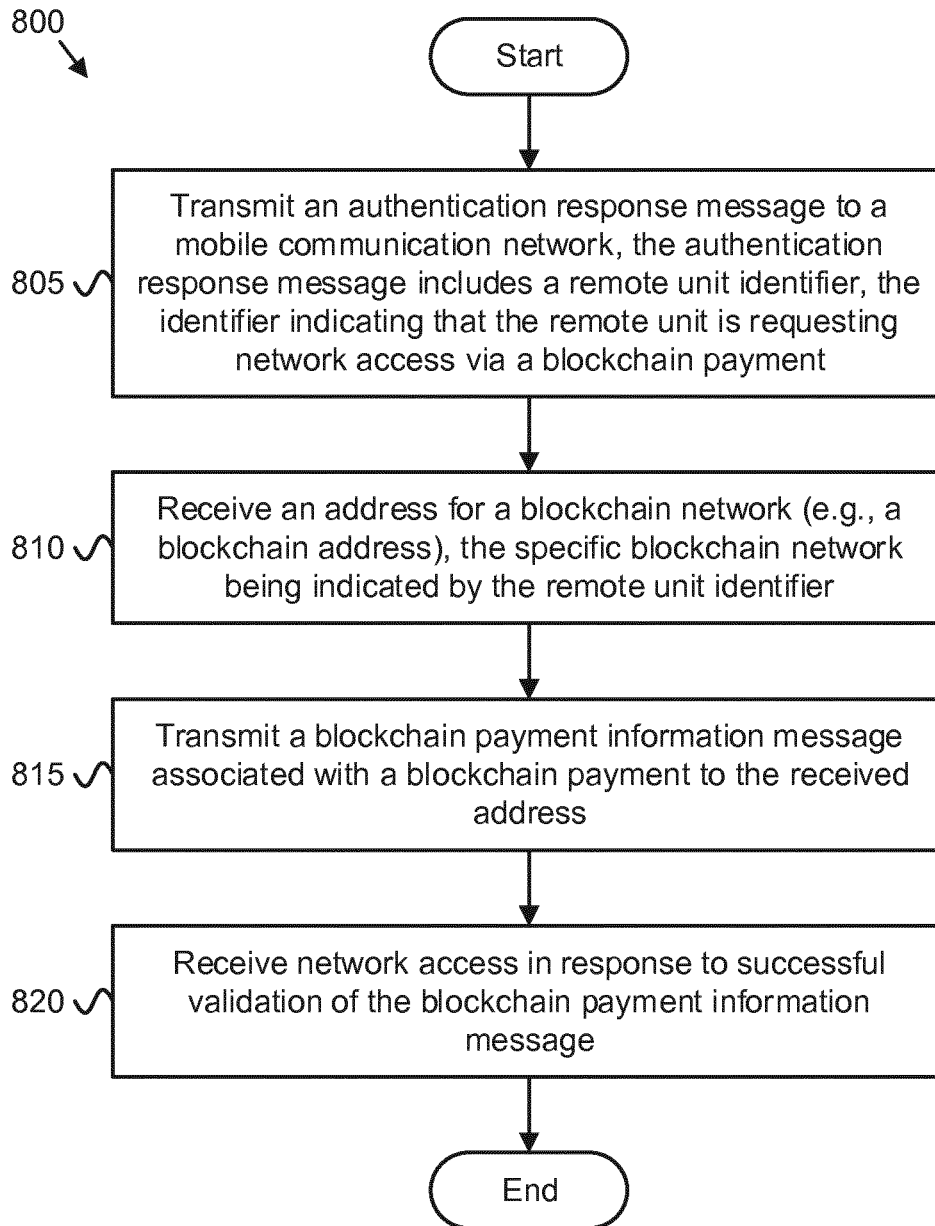 800
Start
805
Transmit an authentication response message to a
mobile communication network, the authentication
response message includes a remote unit identifier, the
identifier indicating that the remote unit is requesting
network access via a blockchain payment
810
Receive an address for a blockchain network (e.g., a
blockchain address), the specific blockchain network
being indicated by the remote unit identifier
815
Transmit a blockchain payment information message
associated with a blockchain payment to the received
address
820
Receive network access in response to successful
validation of the blockchain payment information
message
End